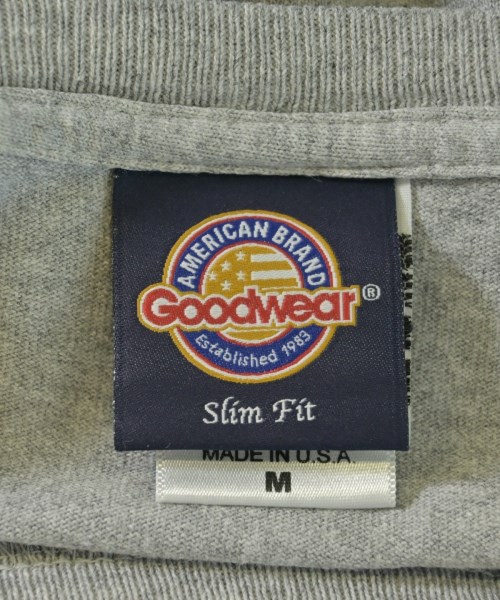 AMERICAN BRAND
Goodwear®
Established 1983
Slim Fit
MADE IN U.S.A.
M